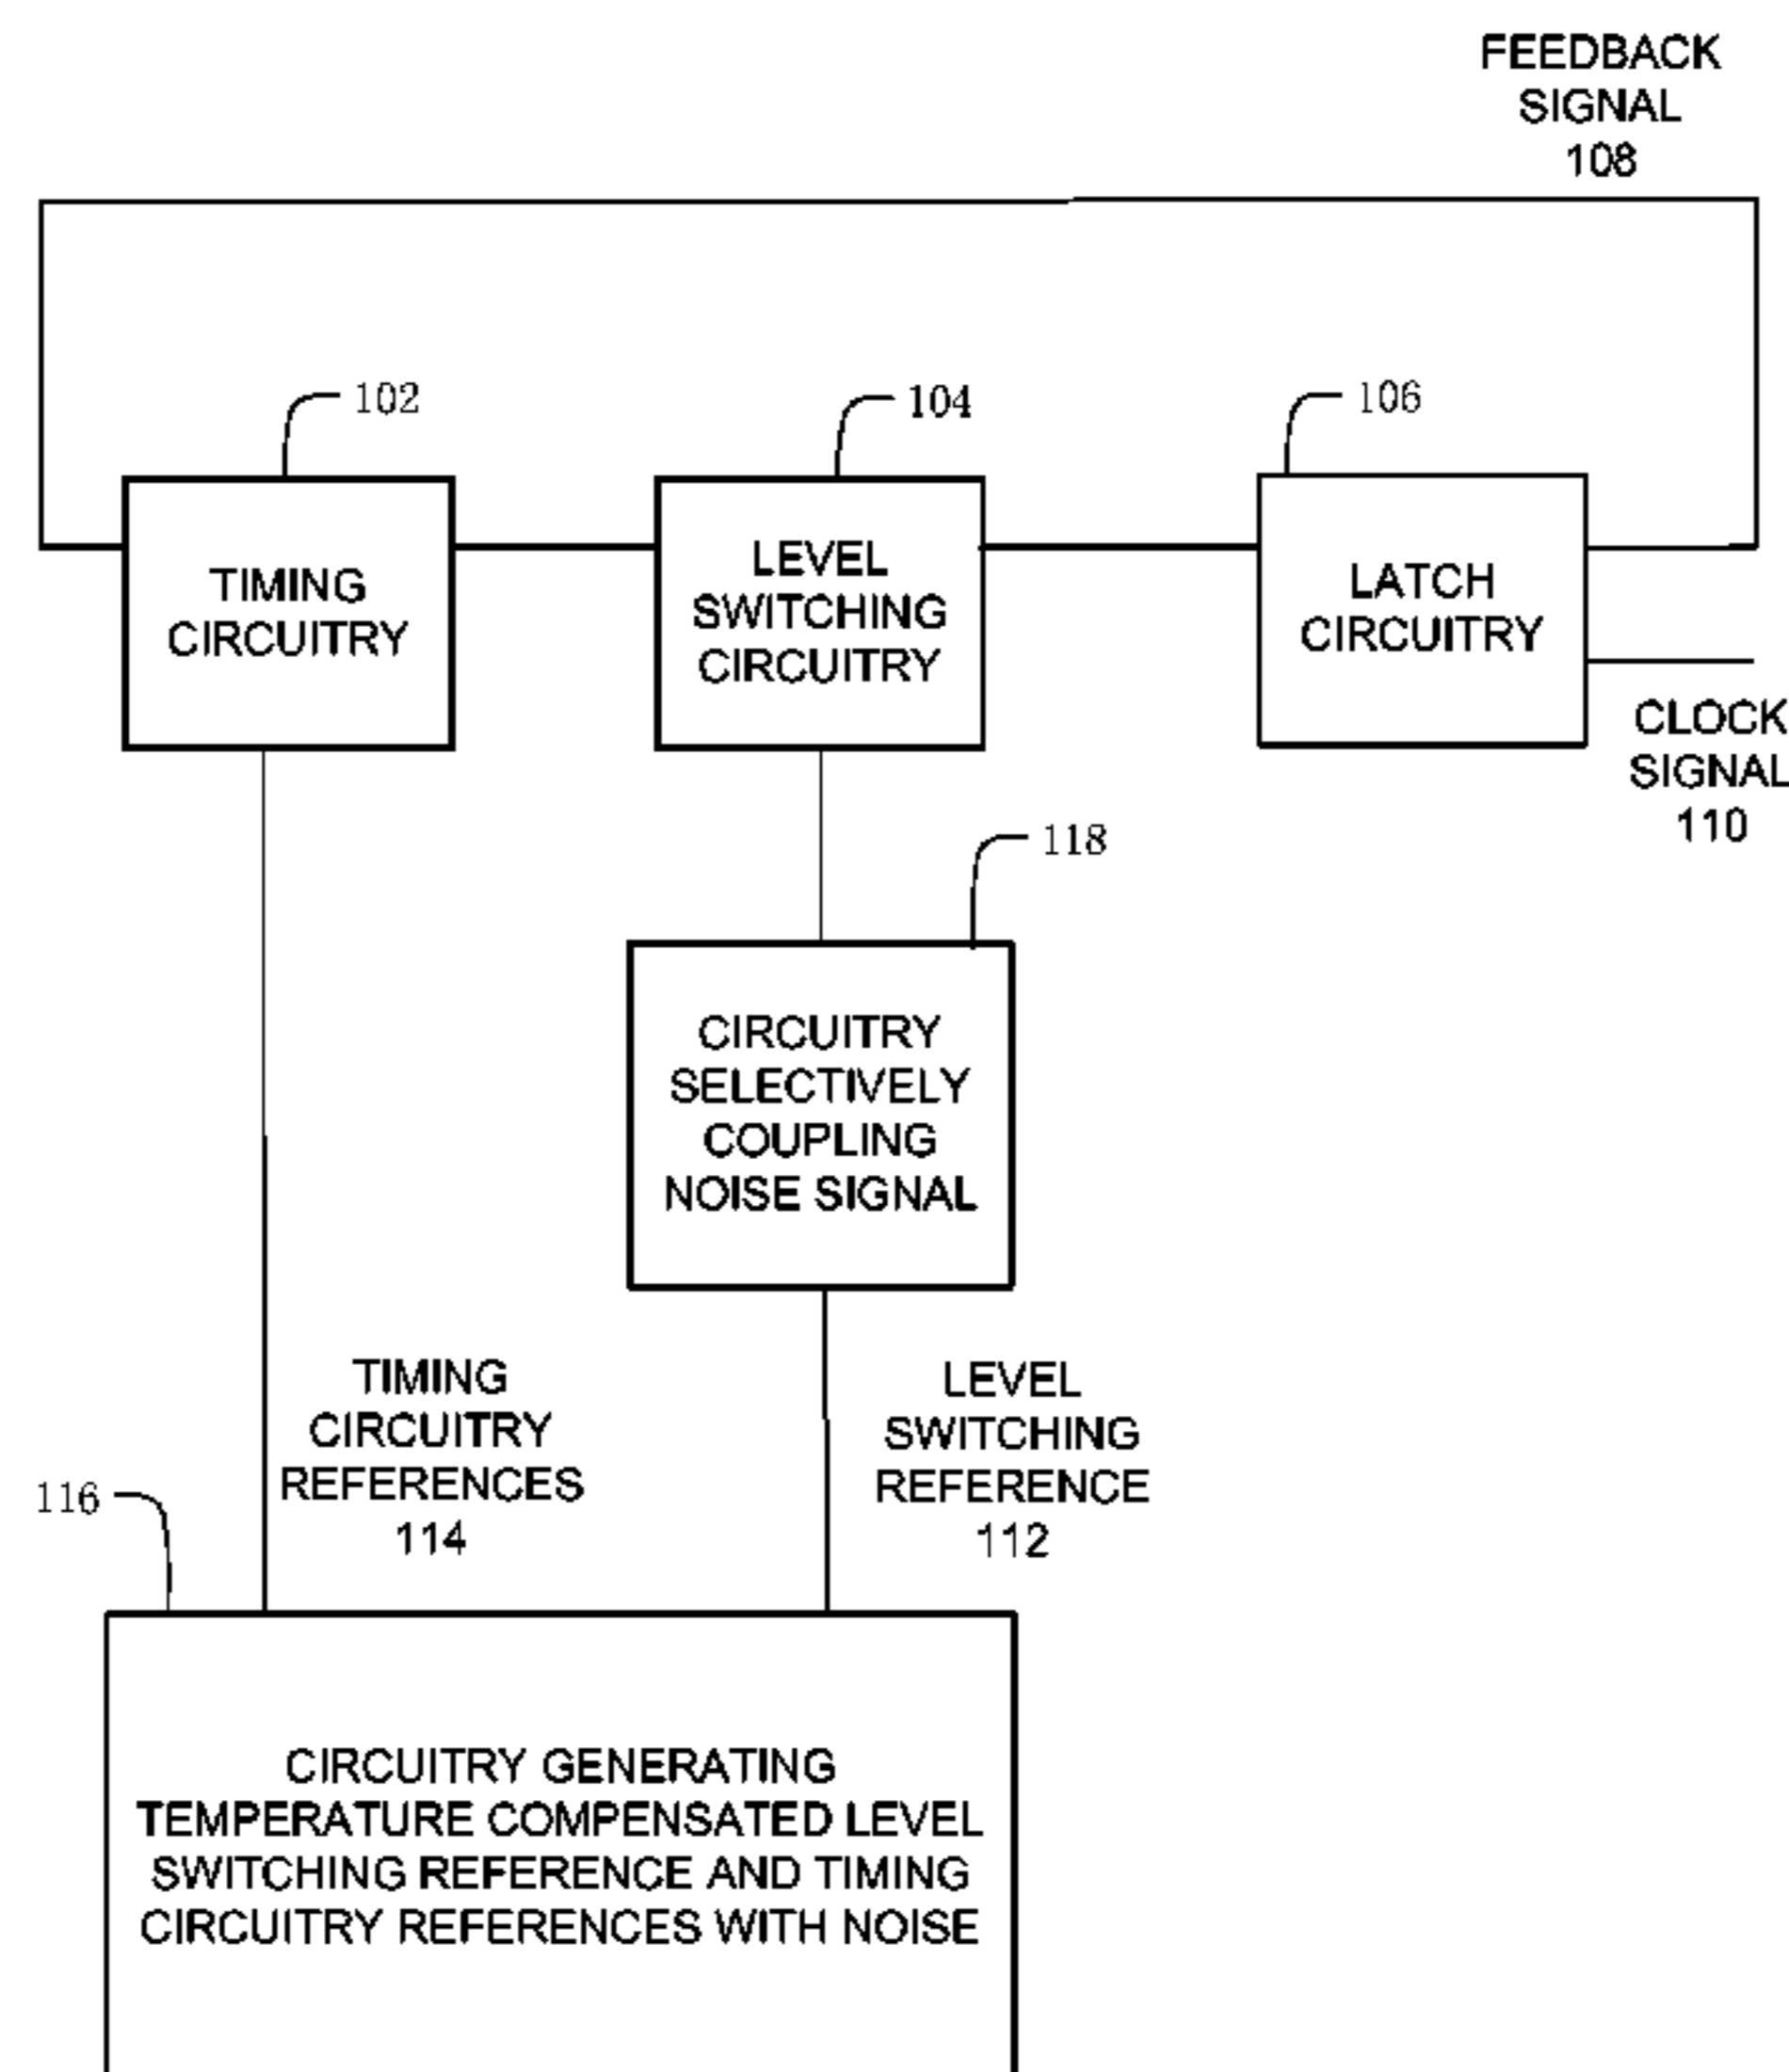 FEEDBACK
SIGNAL
108
102
104
106
TIMING
CIRCUITRY
LEVEL
SWITCHING
CIRCUITRY
LATCH
CIRCUITRY
CLOCK
SIGNAL
110
118
CIRCUITRY
SELECTIVELY
COUPLING
NOISE SIGNAL
TIMING
CIRCUITRY
REFERENCES
114
LEVEL
SWITCHING
REFERENCE
112
116
CIRCUITRY GENERATING
TEMPERATURE COMPENSATED LEVEL
SWITCHING REFERENCE AND TIMING
CIRCUITRY REFERENCES WITH NOISE